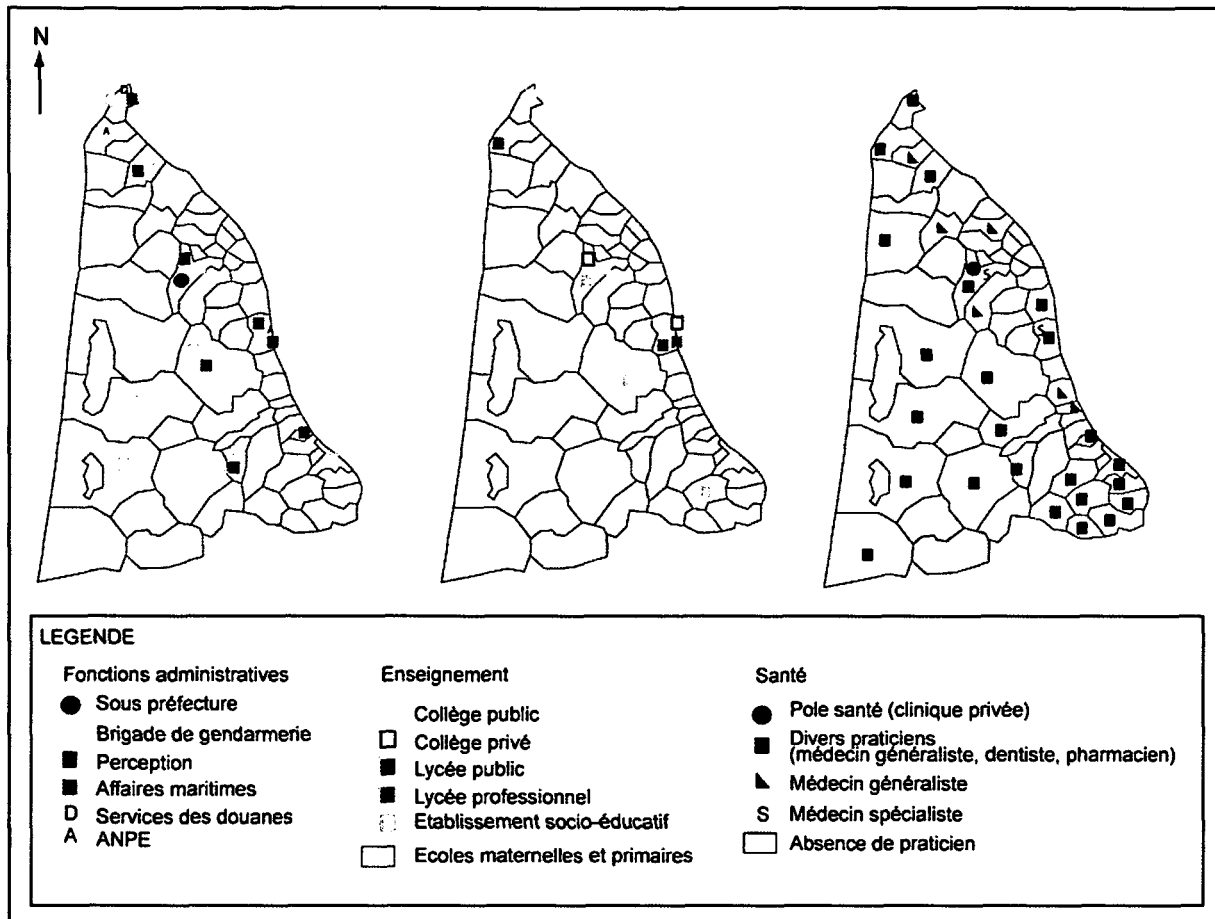 N
A
A
S
S
LEGENDE
Fonctions administratives
Sous préfecture
Brigade de gendarmerie
Perception
Affaires maritimes
D Services des douanes
A ANPE
Enseignement
Collège public
Collège privé
Lycée public
Lycée professionnel
Etablissement socio-éducatif
Ecoles maternelles et primaires
Santé
Pole santé (clinique privée)
Divers praticiens
(médecin généraliste, dentiste, pharmacien)
Médecin généraliste
S Médecin spécialiste
Absence de praticien